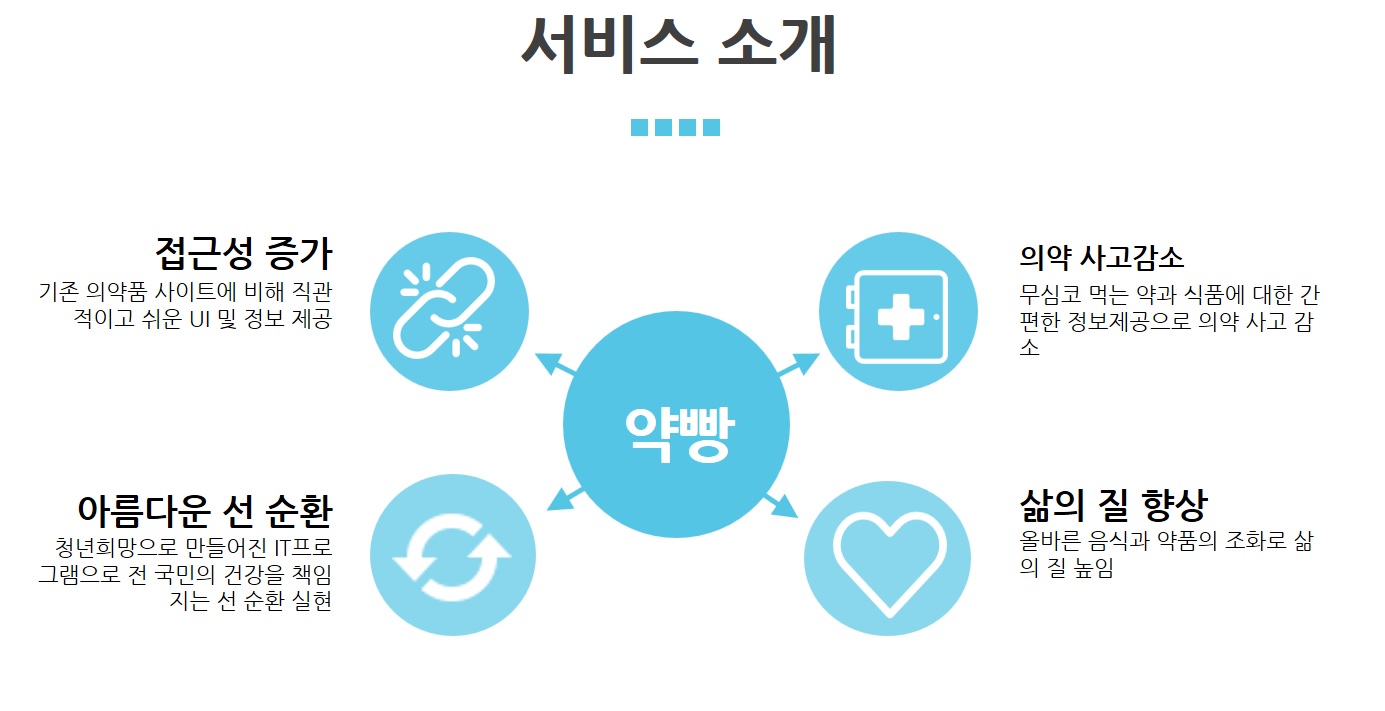 서비스 소개
접근성 증가
기존 의약품 사이트에 비해 직관
적이고 쉬운 UI 및 정보 제공
의약 사고감소
무심코 먹는 약과 식품에 대한 간
편한 정보제공으로 의약 사고 감
소
약빵
아름다운 선 순환
청년희망으로 만들어진 IT프로
그램으로 전 국민의 건강을 책임
지는 선 순환 실현
삶의 질 향상
올바른 음식과 약품의 조화로 삶
의 질 높임